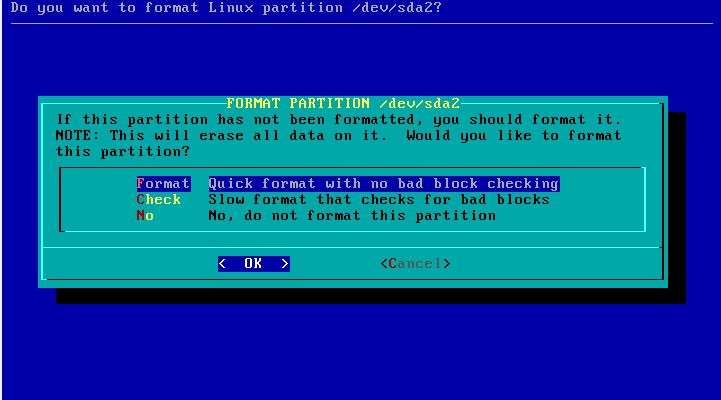 Do you want to format Linux partition /dev/sda2?
FORMAT PARTITION /dev/sda2
If this partition has not been formatted, you should format it.
NOTE: This will erase all data on it.  Would you like to format
this partition?
Format  Quick format with no bad block checking
Check  Slow format that checks for bad blocks
No  No, do not format this partition
<  OK  > <Cancel>